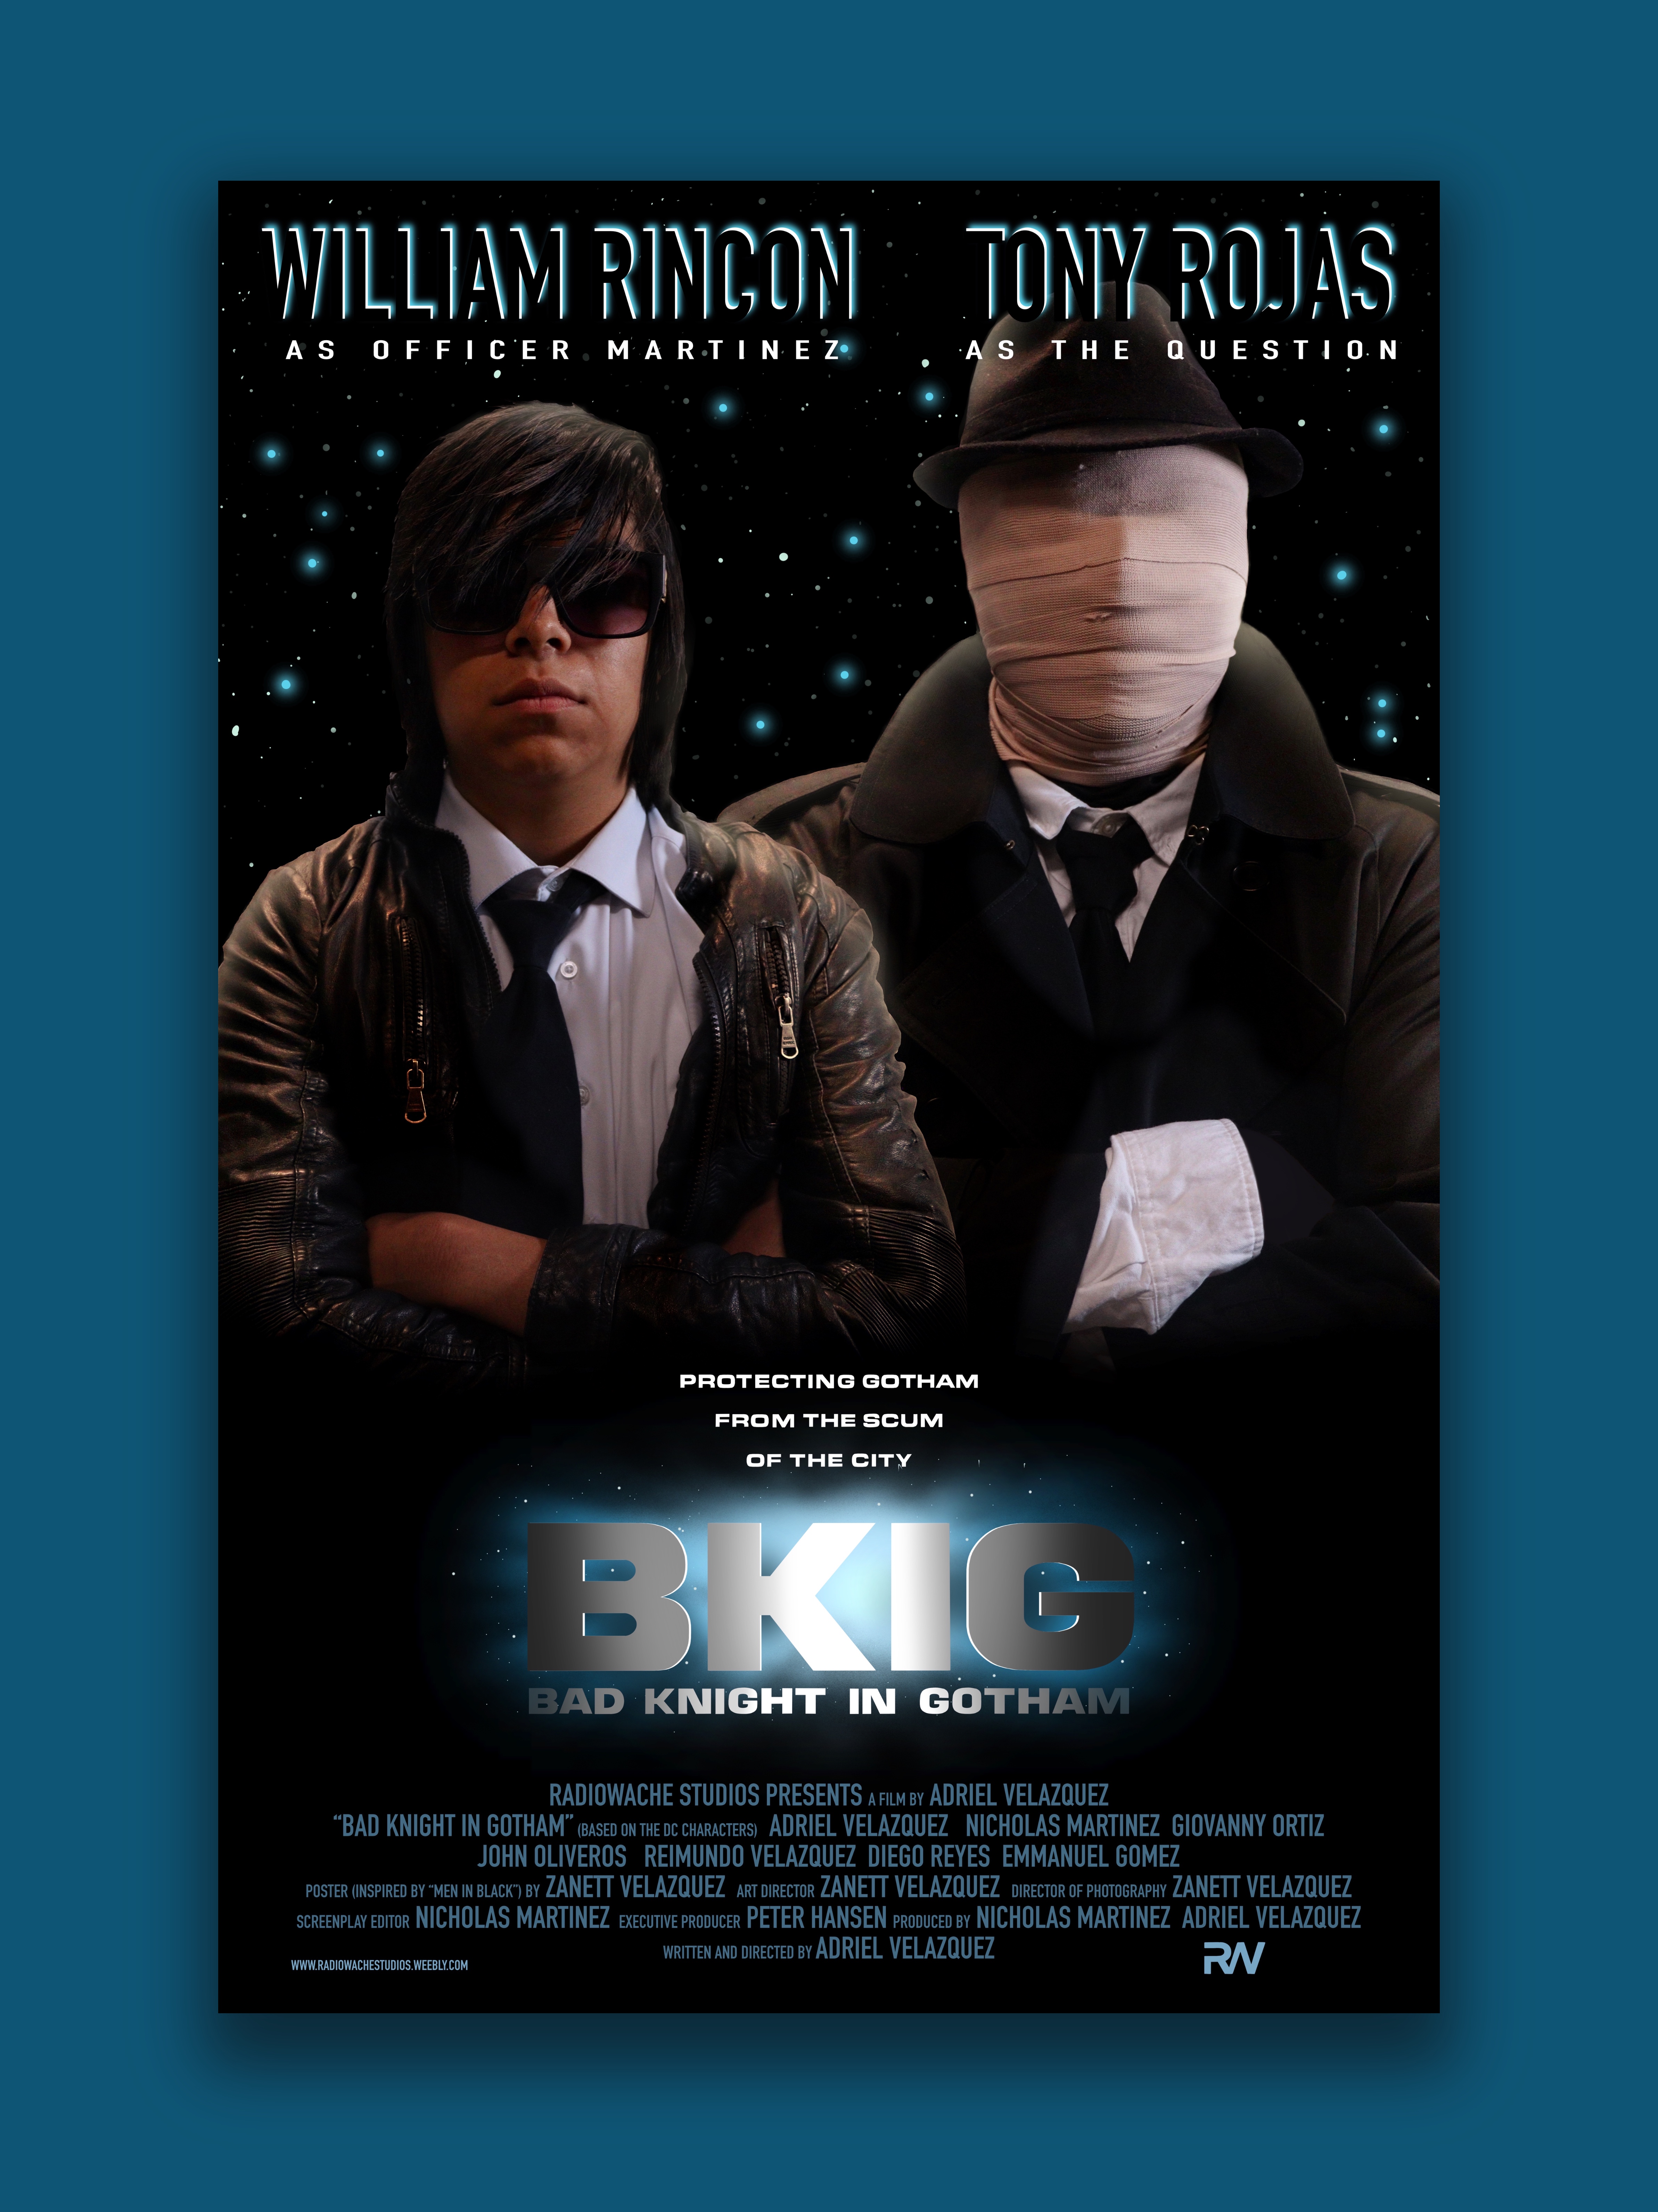 WILLIAM RINCON
AS OFFICER MARTINEZ
TONY ROJAS
AS THE QUESTION
PROTECTING GOTHAM
FROM THE SCUM
OF THE CITY
BKIG
BAD KNIGHT IN GOTHAM
RADIOWACHE STUDIOS PRESENTS A FILM BY ADRIEL VELAZQUEZ
“BAD KNIGHT IN GOTHAM” (BASED ON THE DC CHARACTERS) ADRIEL VELAZQUEZ NICHOLAS MARTINEZ GIOVANNY ORTIZ
JOHN OLIVEROS REIMUNDO VELAZQUEZ DIEGO REYES EMMANUEL GOMEZ
POSTER (INSPIRED BY “MEN IN BLACK”) BY ZANETT VELAZQUEZ ART DIRECTOR ZANETT VELAZQUEZ DIRECTOR OF PHOTOGRAPHY ZANETT VELAZQUEZ
SCREENPLAY EDITOR NICHOLAS MARTINEZ EXECUTIVE PRODUCER PETER HANSEN PRODUCED BY NICHOLAS MARTINEZ ADRIEL VELAZQUEZ
WRITTEN AND DIRECTED BY ADRIEL VELAZQUEZ
WWW.RADIOWACHESTUDIOS.WEEBLY.COM
RW